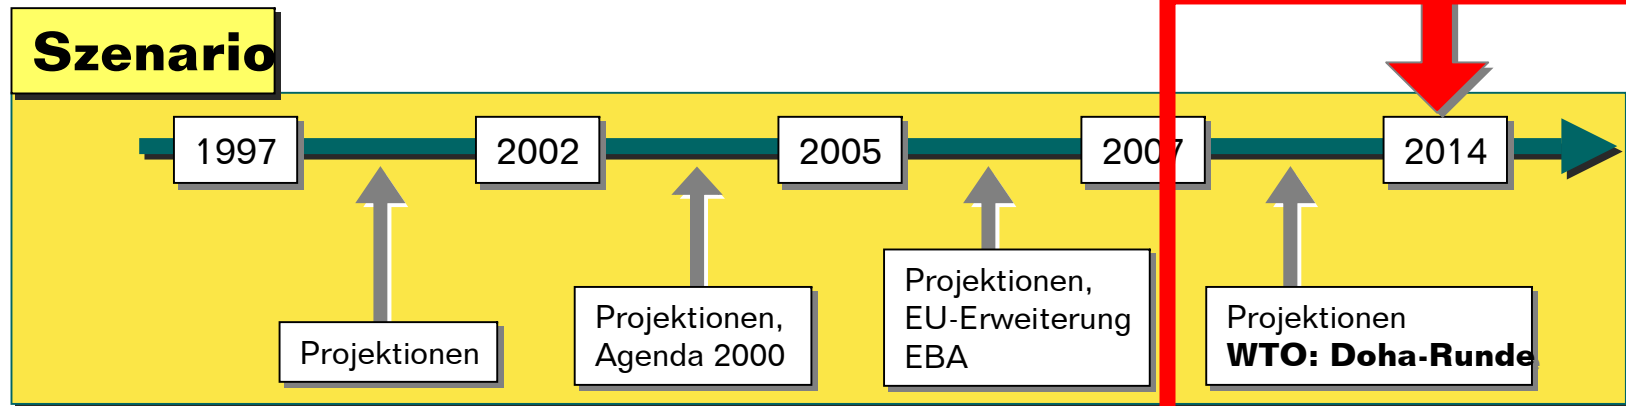 Szenario
1997
2002
2005
2007
2014
Projektionen
Projektionen,
Agenda 2000
Projektionen,
EU-Erweiterung
EBA
Projektionen
WTO: Doha-Runde